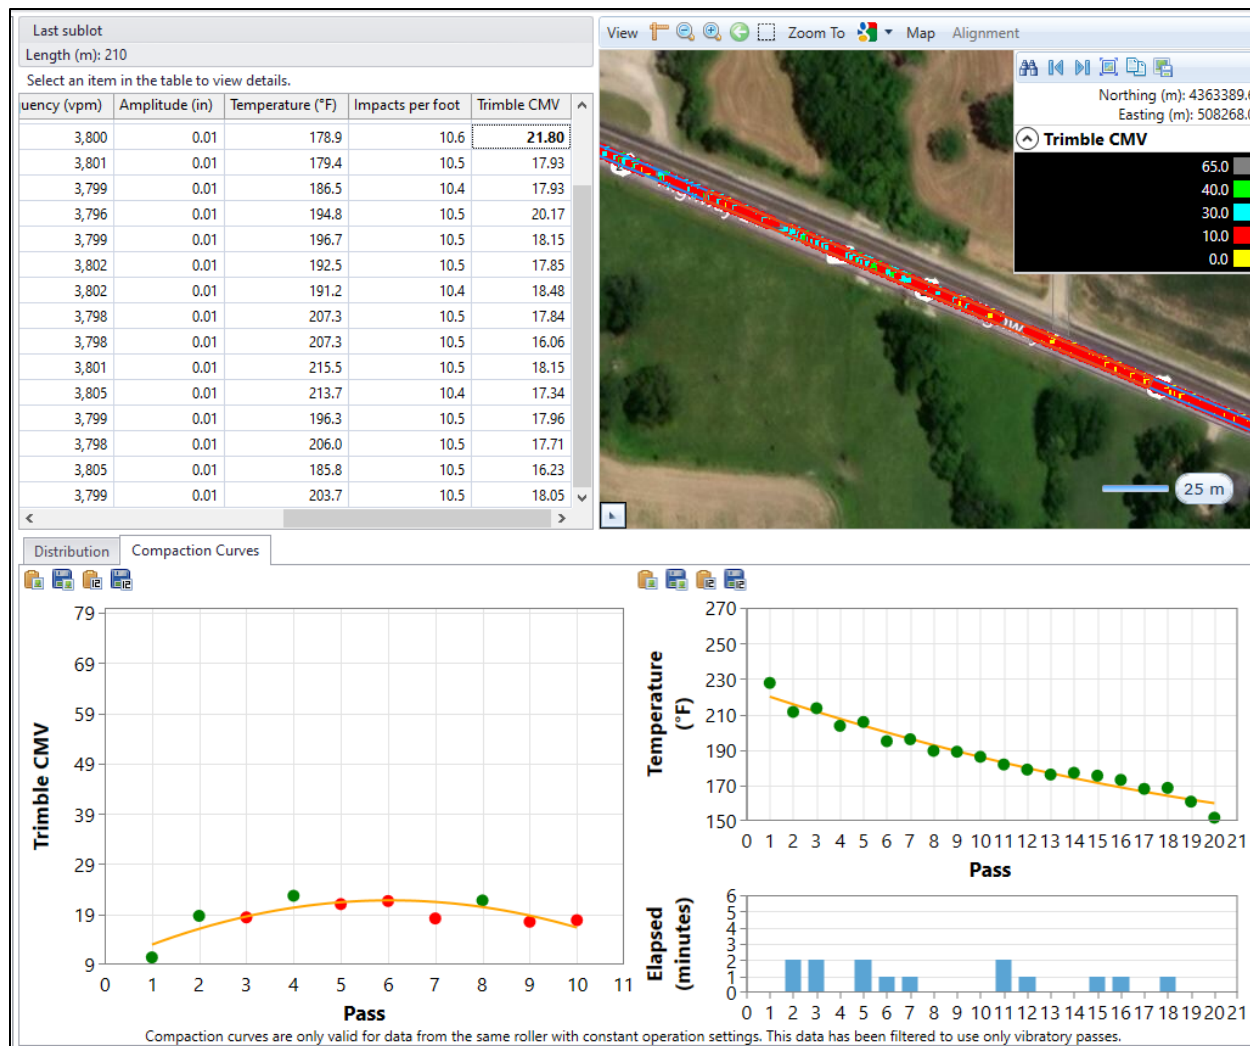 Last sublot
Length (m): 210
Select an item in the table to view details.
uency (vpm) Amplitude (in) Temperature (°F) Impacts per foot Trimble CMV
3,800 0.01 178.9 10.6 21.80
3,801 0.01 179.4 10.5 17.93
3,799 0.01 186.5 10.4 17.93
3,796 0.01 194.8 10.5 20.17
3,799 0.01 196.7 10.5 18.15
3,802 0.01 192.5 10.5 17.85
3,802 0.01 191.2 10.4 18.48
3,798 0.01 207.3 10.5 17.84
3,798 0.01 207.3 10.5 16.06
3,801 0.01 215.5 10.5 18.15
3,805 0.01 213.7 10.4 17.34
3,799 0.01 196.3 10.5 17.96
3,798 0.01 206.0 10.5 17.71
3,805 0.01 185.8 10.5 16.23
3,799 0.01 203.7 10.5 18.05
View Zoom To Map Alignment
Northing (m): 4363389.6
Easting (m): 508268.0
Trimble CMV
65.0
40.0
30.0
10.0
0.0
25 m
Distribution Compaction Curves
Trimble CMV
79
69
59
49
39
29
19
9
0 1 2 3 4 5 6 7 8 9 10 11
Pass
Temperature
(°F)
270
250
230
210
190
170
150
0 1 2 3 4 5 6 7 8 9 10 11 12 13 14 15 16 17 18 19 20 21
Pass
Elapsed
(minutes)
6
5
4
3
2
1
0
0 1 2 3 4 5 6 7 8 9 10 11 12 13 14 15 16 17 18 19 20 21
Compaction curves are only valid for data from the same roller with constant operation settings. This data has been filtered to use only vibratory passes.